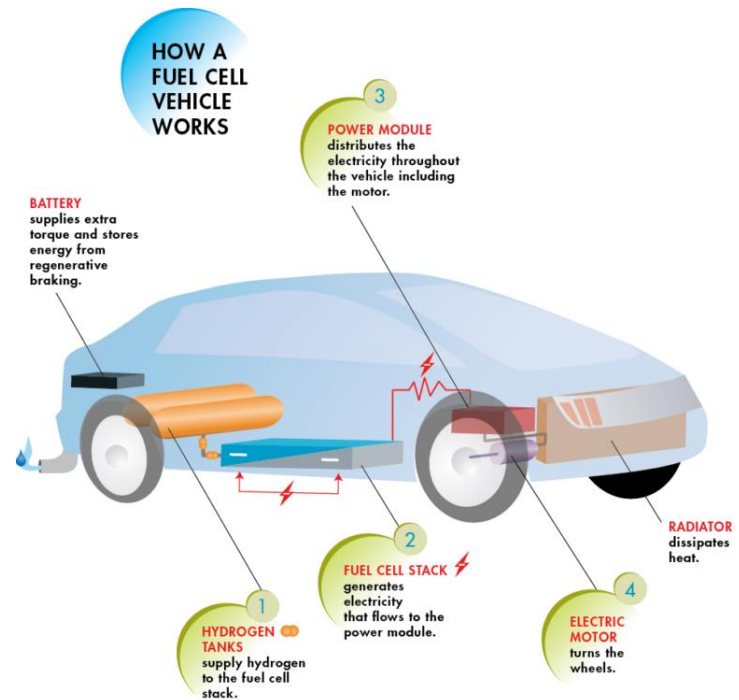 HOW A
FUEL CELL
VEHICLE
WORKS
3
POWER MODULE
distributes the
electricity throughout
the vehicle including
the motor.
BATTERY
supplies extra
torque and stores
energy from
regenerative
braking.
RADIATOR
dissipates
heat.
2
FUEL CELL STACK
generates
electricity
that flows to the
power module.
4
ELECTRIC
MOTOR
turns the
wheels.
1
HYDROGEN
TANKS
supply hydrogen
to the fuel cell
stack.